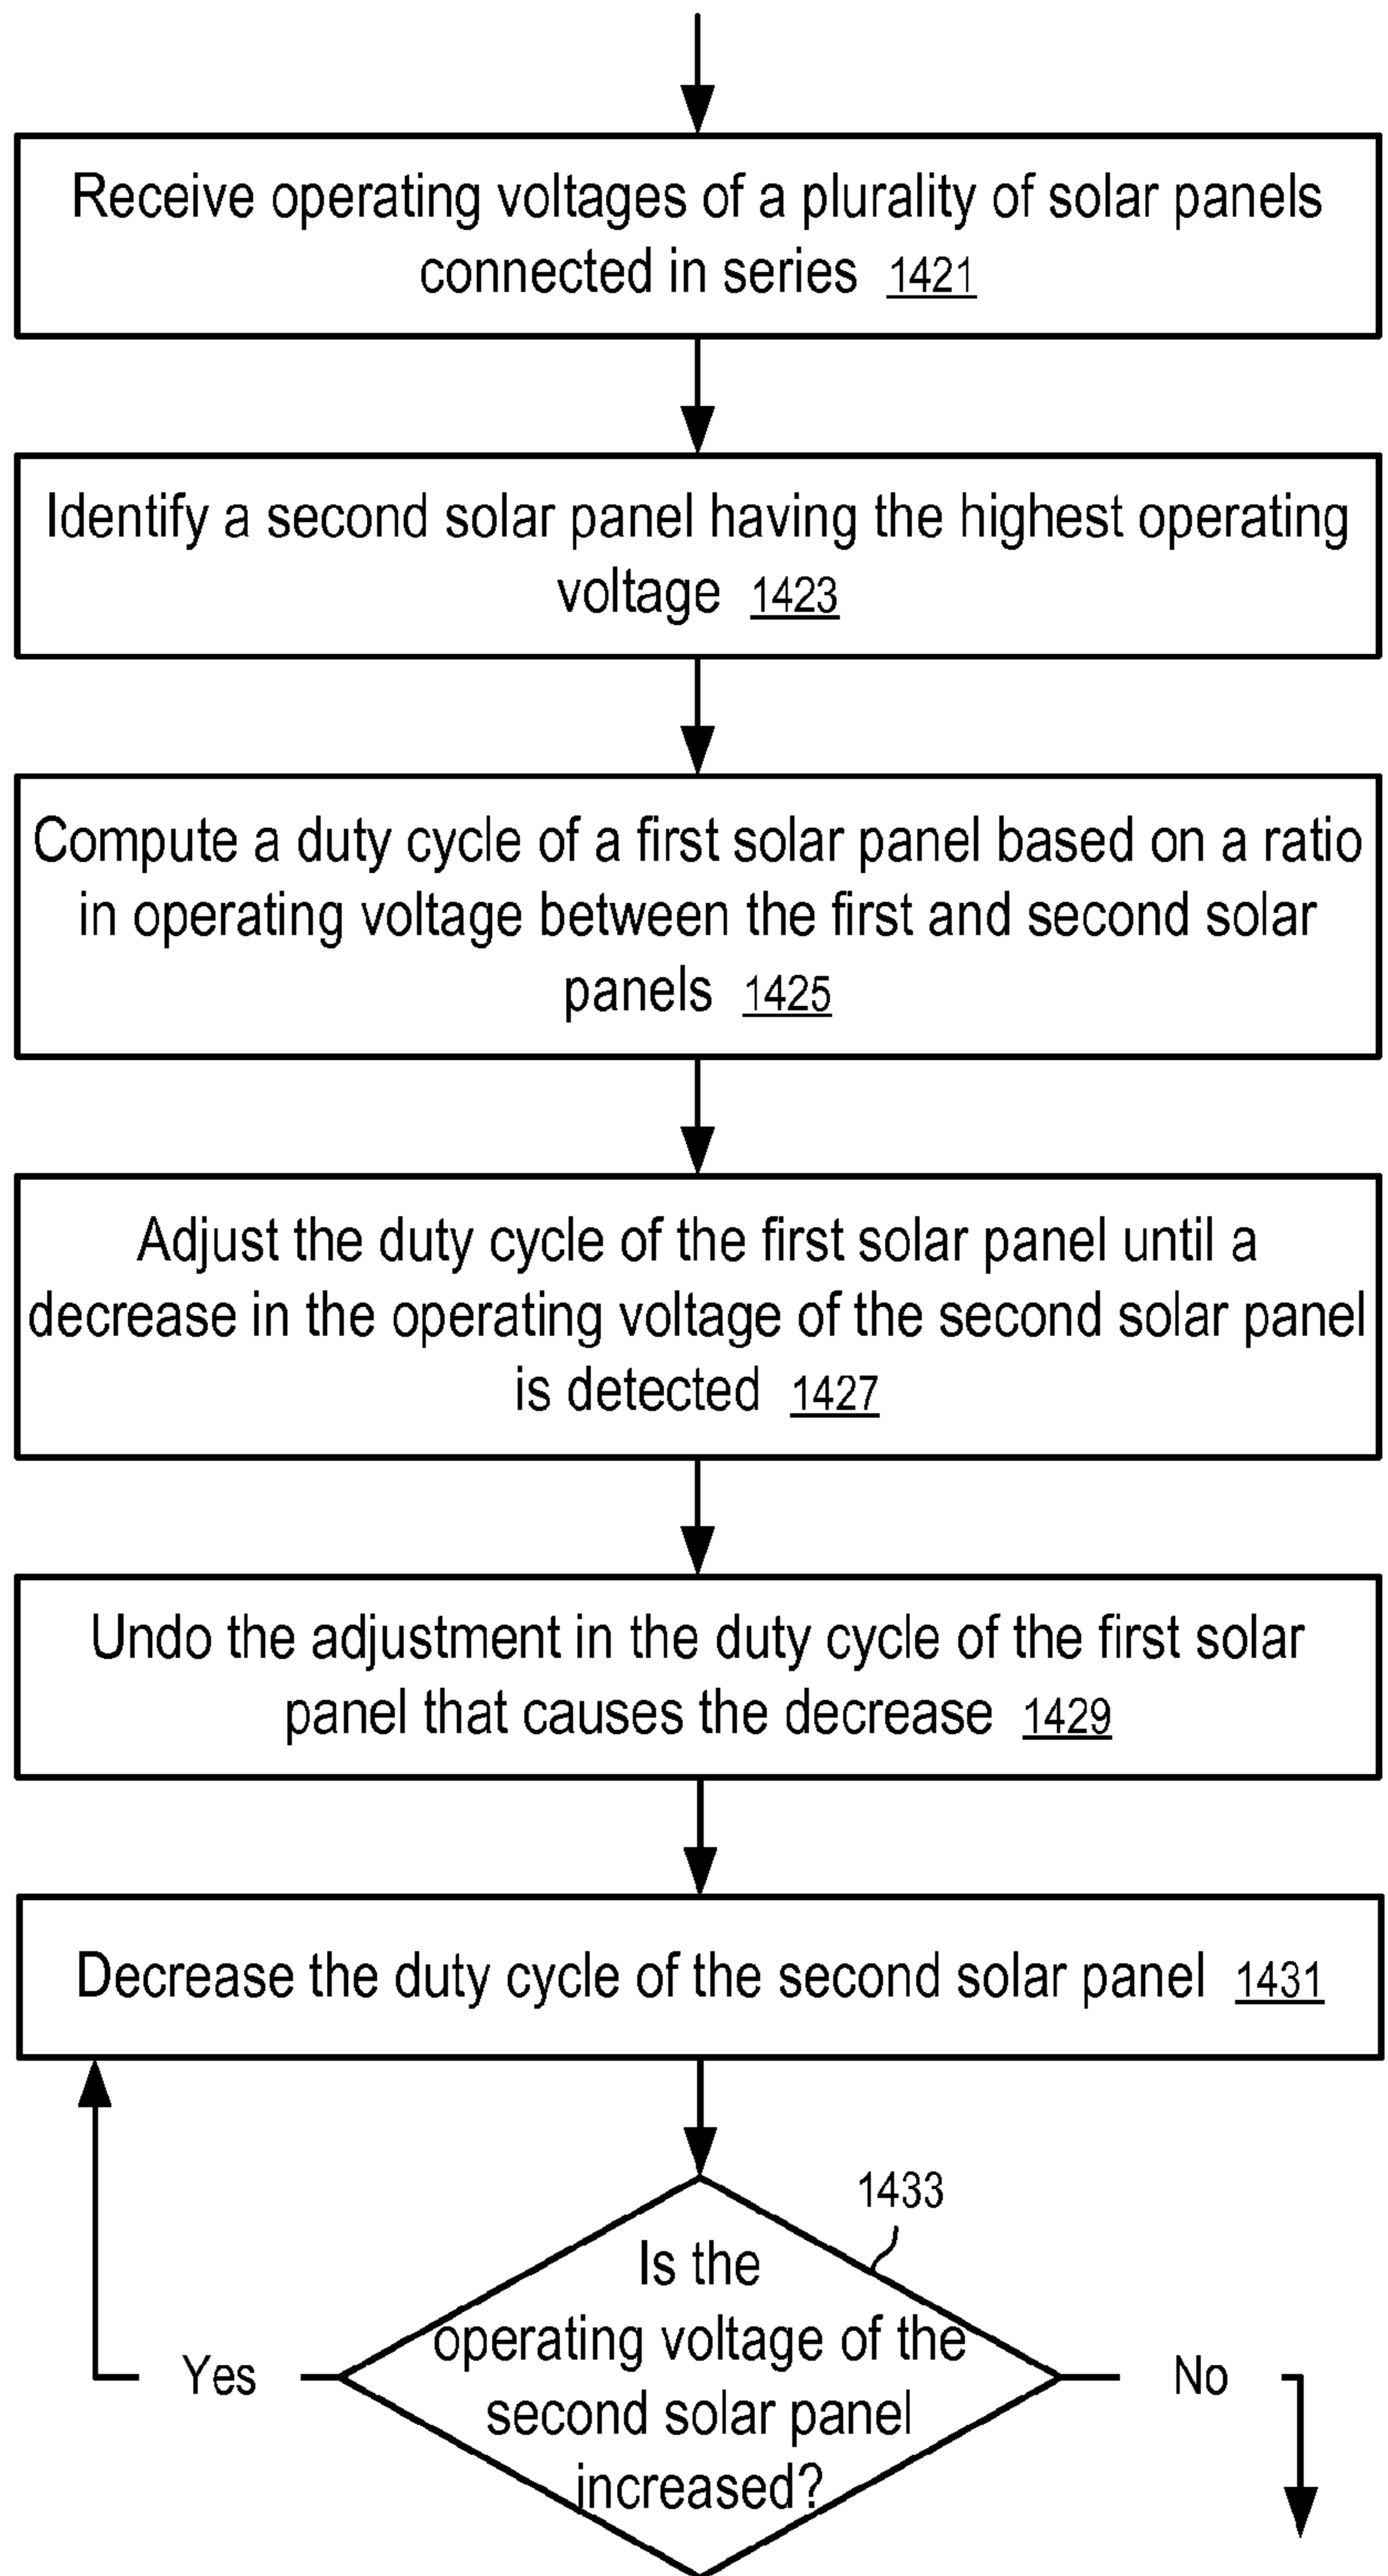 Receive operating voltages of a plurality of solar panels
connected in series 1421
Identify a second solar panel having the highest operating
voltage 1423
Compute a duty cycle of a first solar panel based on a ratio
in operating voltage between the first and second solar
panels 1425
Adjust the duty cycle of the first solar panel until a
decrease in the operating voltage of the second solar panel
is detected 1427
Undo the adjustment in the duty cycle of the first solar
panel that causes the decrease 1429
Decrease the duty cycle of the second solar panel 1431
1433
Is the
operating voltage of the
second solar panel
increased?
Yes
No